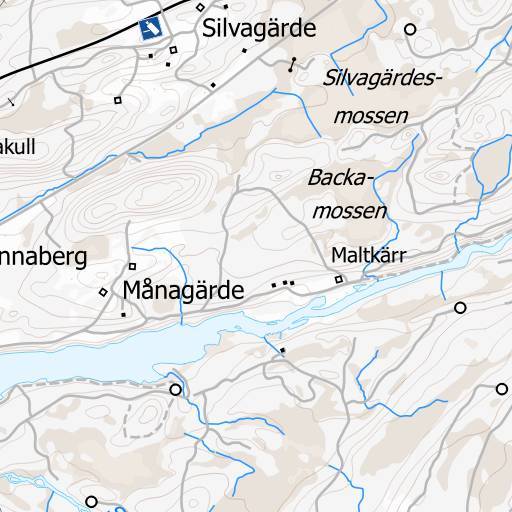 Silvagärde
Silvagärdes-
mossen
akull
Backa-
mossen
nnaberg
Maltkärr
Månagärde